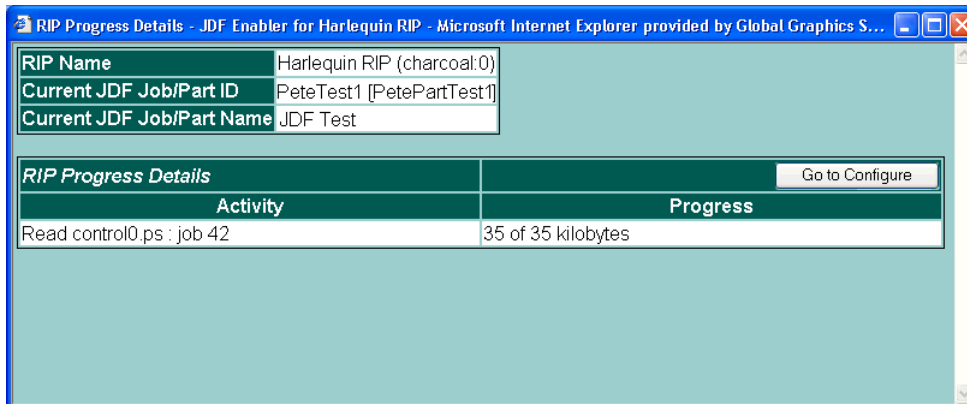 RIP Progress Details - JDF Enabler for Harlequin RIP - Microsoft Internet Explorer provided by Global Graphics S...
RIP Name Harlequin RIP (charcoal:0)
Current JDF Job/Part ID PeteTest1 [PetePartTest1]
Current JDF Job/Part Name JDF Test
RIP Progress Details Go to Configure
Activity Progress
Read control0.ps : job 42 35 of 35 kilobytes